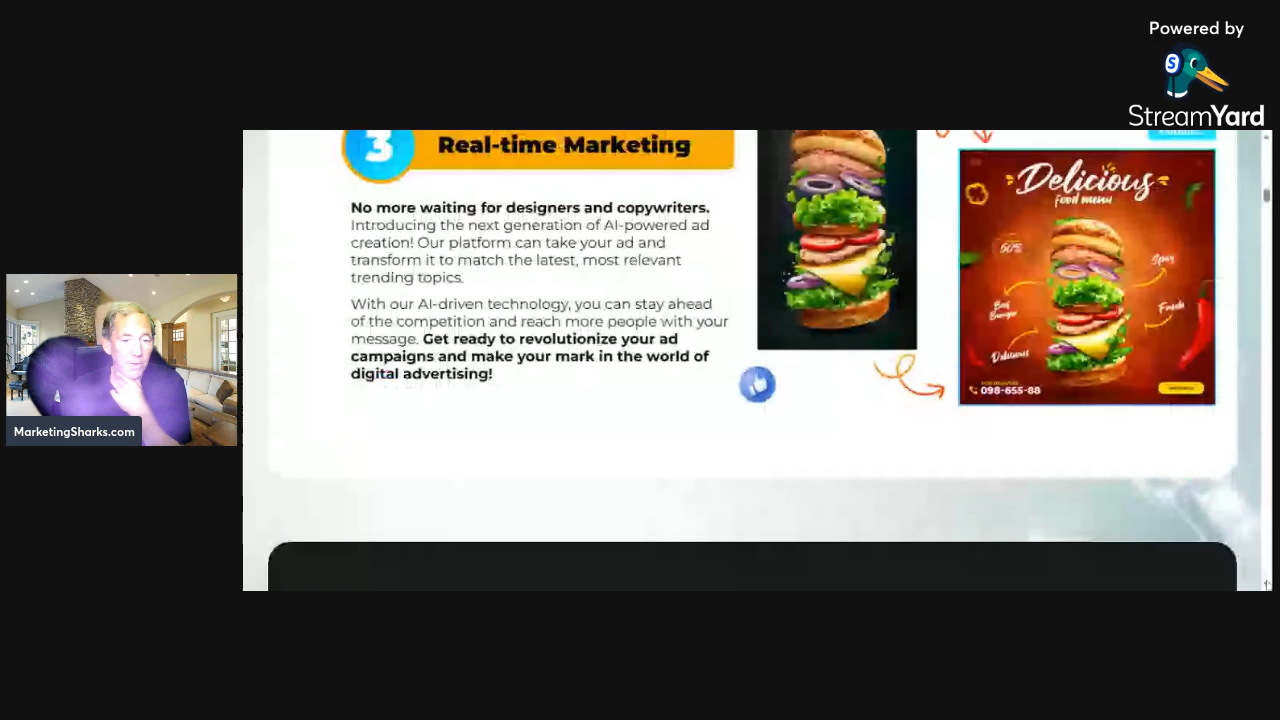 Powered by
StreamYard
3
Real-time Marketing
No more waiting for designers and copywriters.
Introducing the next generation of AI-powered ad
creation! Our platform can take your ad and
transform it to match the latest, most relevant
trending topics.
With our AI-driven technology, you can stay ahead
of the competition and reach more people with your
message. Get ready to revolutionize your ad
campaigns and make your mark in the world of
digital advertising!
Delicious
food menu
50%
Spicy
Beef
Burger
Fresh
Delicious
098-655-88
MarketingSharks.com